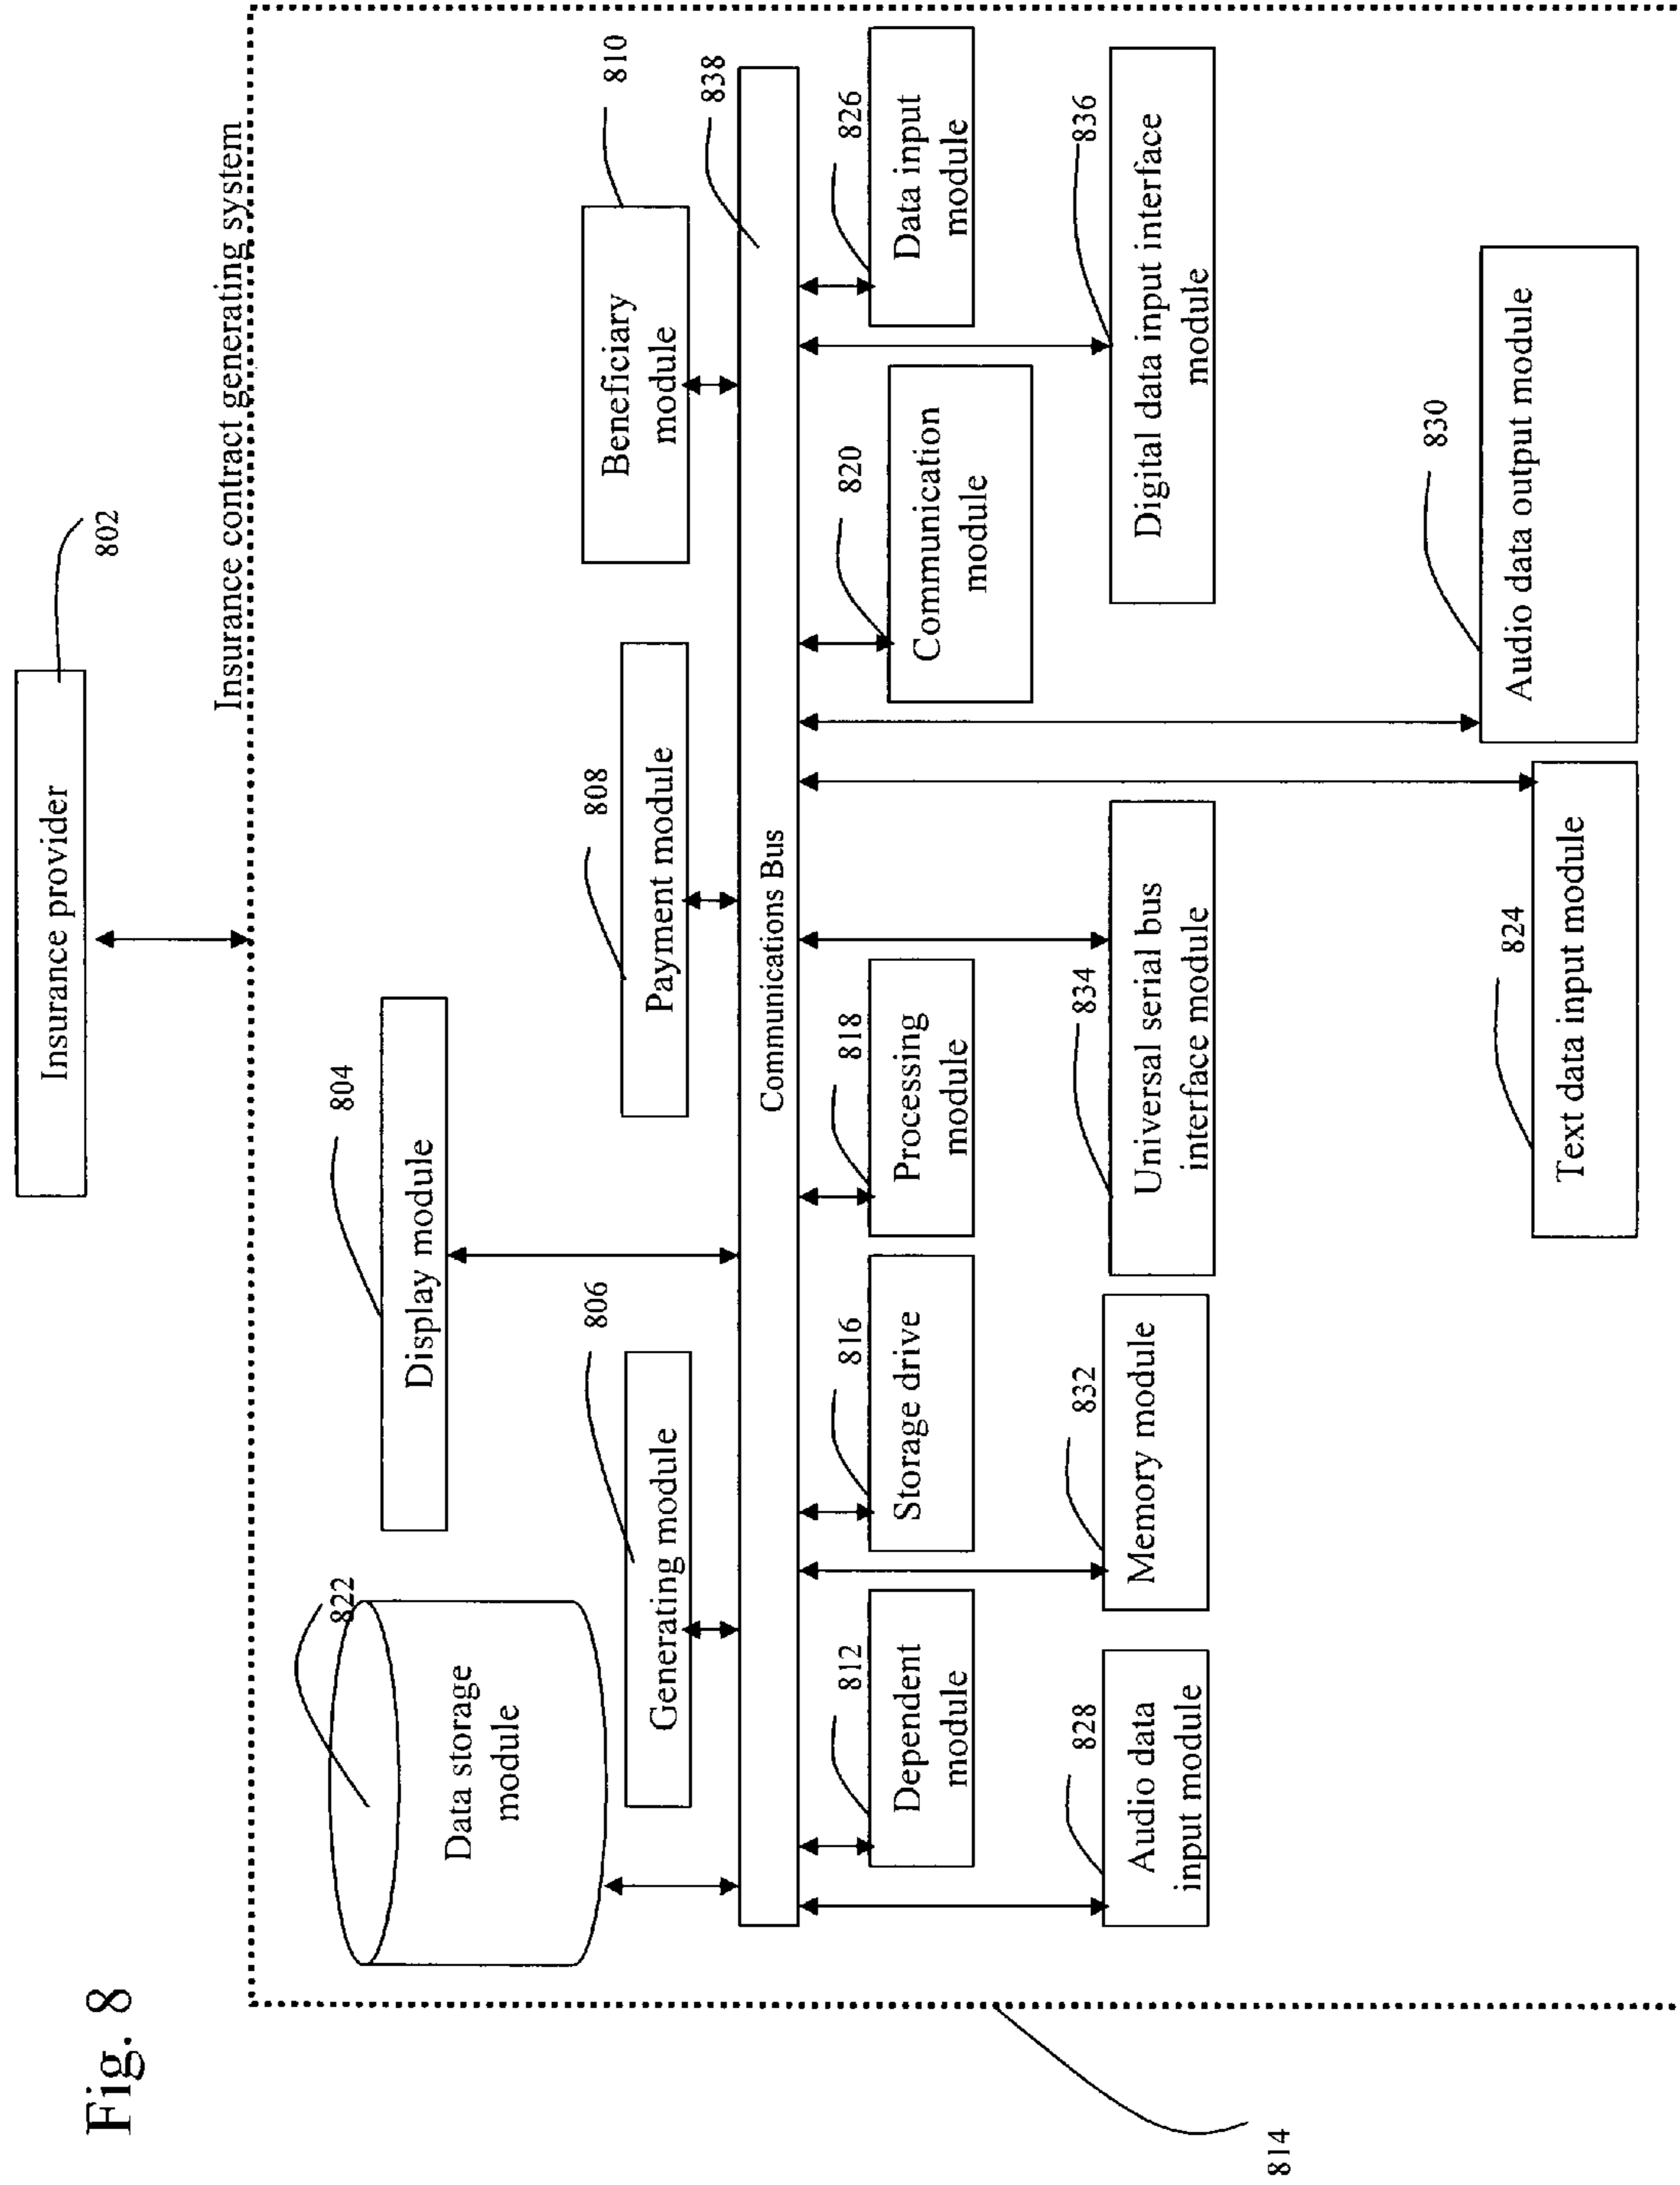 Fig. 8
Insurance provider
802
Insurance contract generating system
822
Data storage
module
804
Display module
806
Generating module
808
Payment module
810
Beneficiary
module
838
Communications Bus
812
Dependent
module
816
Storage drive
818
Processing
module
820
Communication
module
826
Data input
module
828
Audio data
input module
832
Memory module
834
Universal serial bus
interface module
836
Digital data input interface
module
824
Text data input module
830
Audio data output module
814